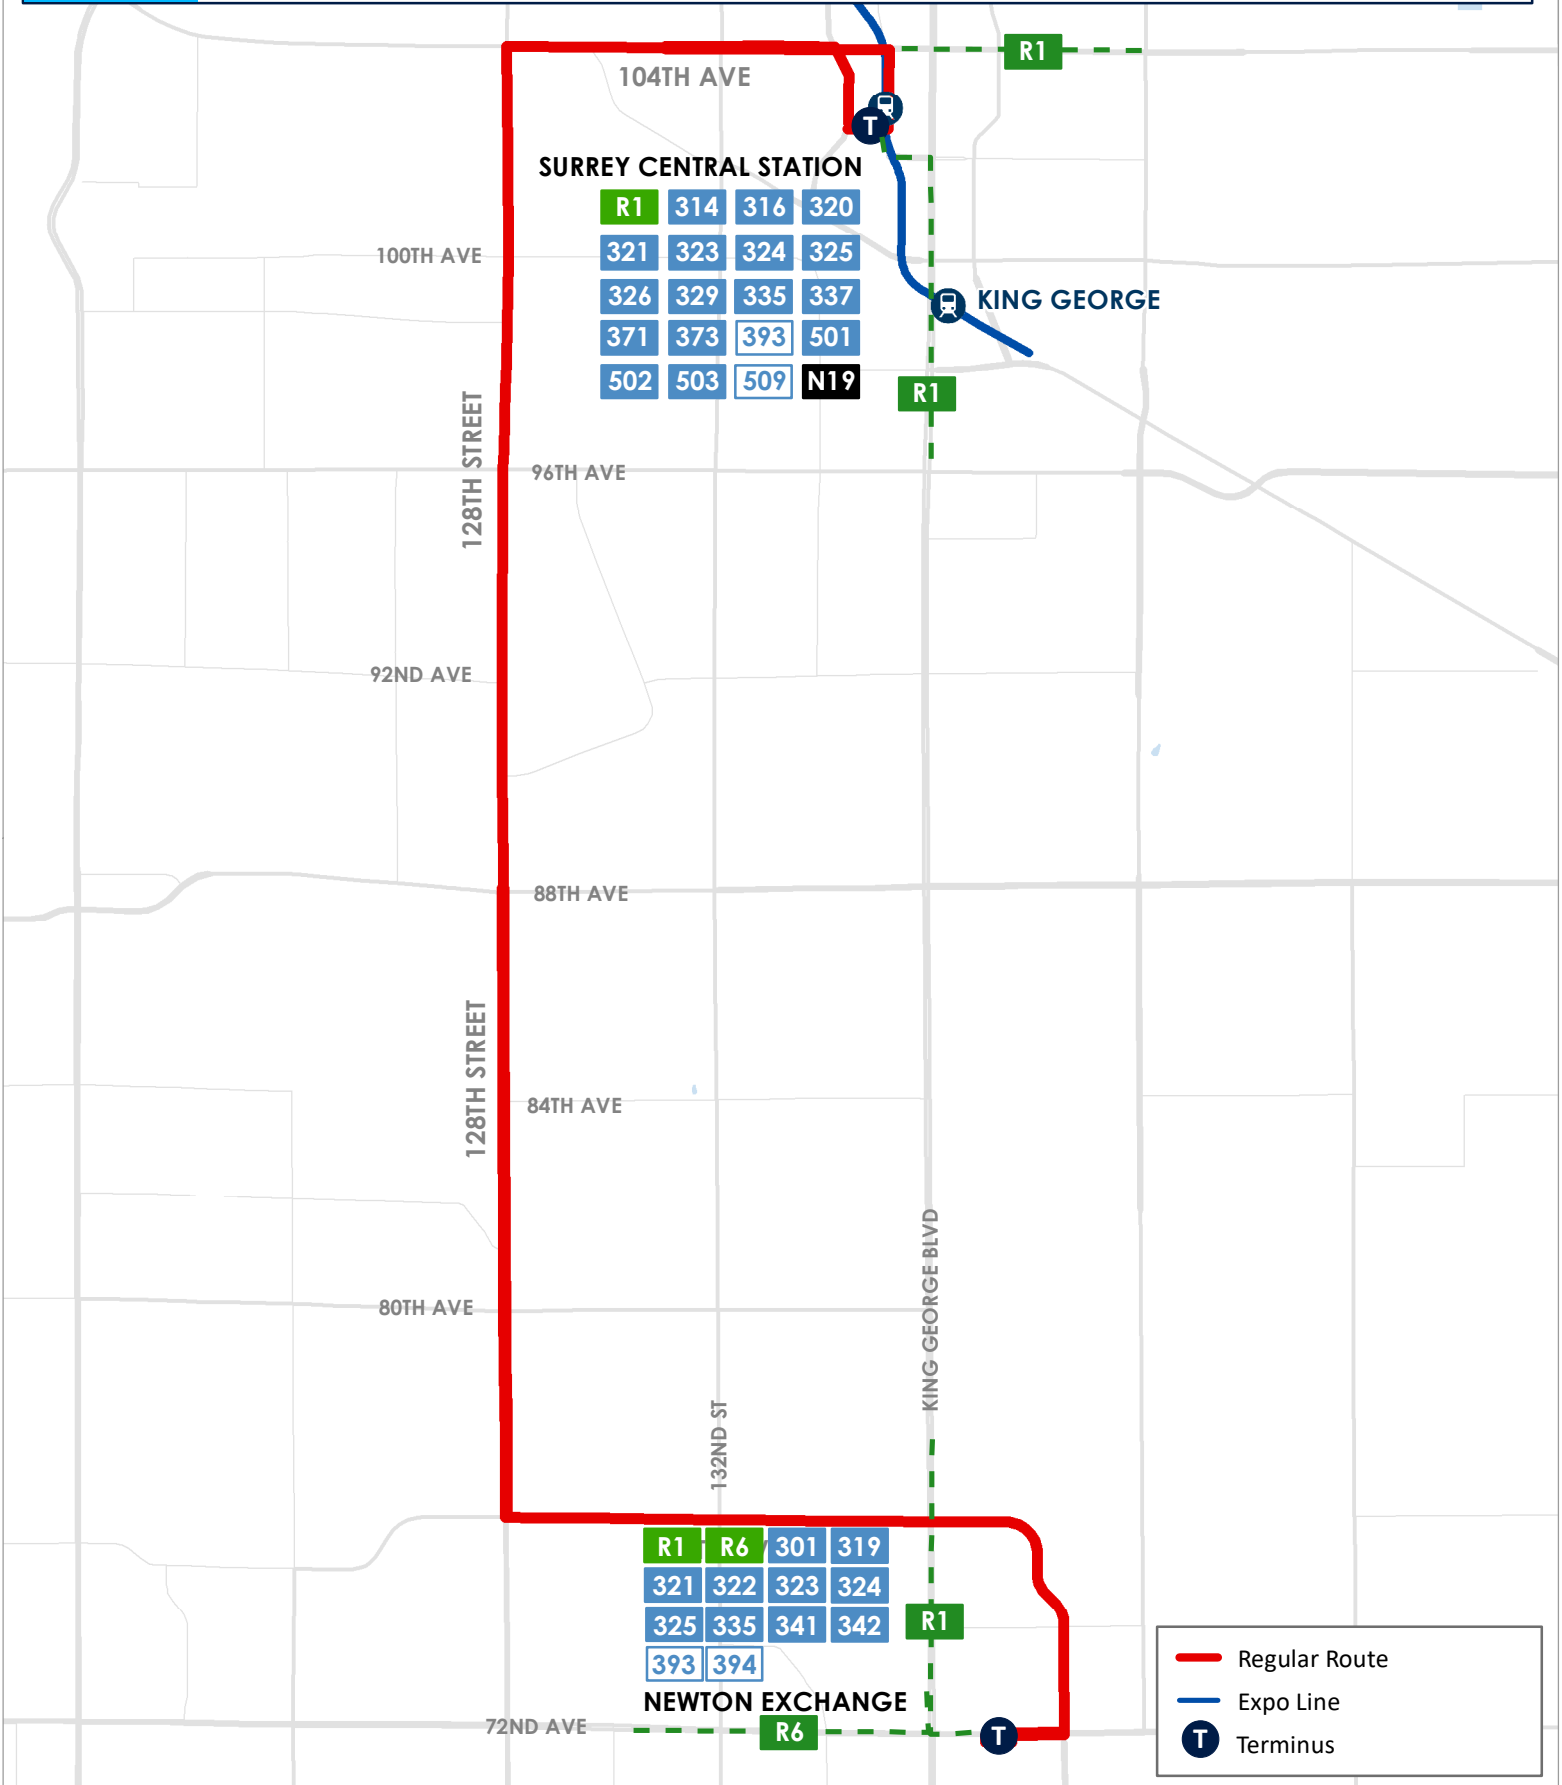 R1
104TH AVE
T
SURREY CENTRAL STATION
R1 314 316 320
321 323 324 325
326 329 335 337
371 373 393 501
502 503 509 N19
100TH AVE
KING GEORGE
R1
128TH STREET
96TH AVE
92ND AVE
88TH AVE
128TH STREET
84TH AVE
KING GEORGE BLVD
80TH AVE
132ND ST
R1 R6 301 319
321 322 323 324
325 335 341 342
393 394
R1
NEWTON EXCHANGE
72ND AVE
R6
T
Regular Route
Expo Line
T Terminus